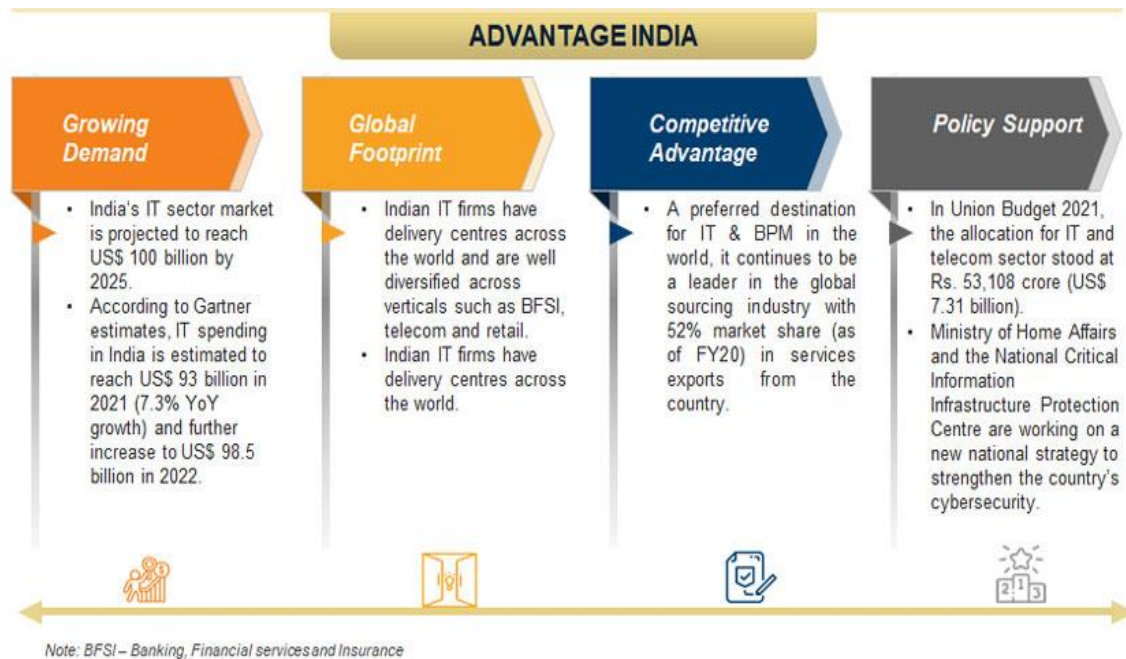 ADVANTAGE INDIA
Growing
Demand
• India's IT sector market
is projected to reach
US$ 100 billion by
2025.
• According to Gartner
estimates, IT spending
in India is estimated to
reach US$ 93 billion in
2021 (7.3% YoY
growth) and further
increase to US$ 98.5
billion in 2022.
Global
Footprint
• Indian IT firms have
delivery centres across
the world and are well
diversified across
verticals such as BFSI,
telecom and retail.
• Indian IT firms have
delivery centres across
the world.
Competitive
Advantage
• A preferred destination
for IT & BPM in the
world, it continues to be
a leader in the global
sourcing industry with
52% market share (as
of FY20) in services
exports from the
country.
Policy Support
• In Union Budget 2021,
the allocation for IT and
telecom sector stood at
Rs. 53,108 crore (US$
7.31 billion).
• Ministry of Home Affairs
and the National Critical
Information
Infrastructure Protection
Centre are working on a
new national strategy to
strengthen the country's
cybersecurity.
2 1 3
Note: BFSI – Banking, Financial services and Insurance